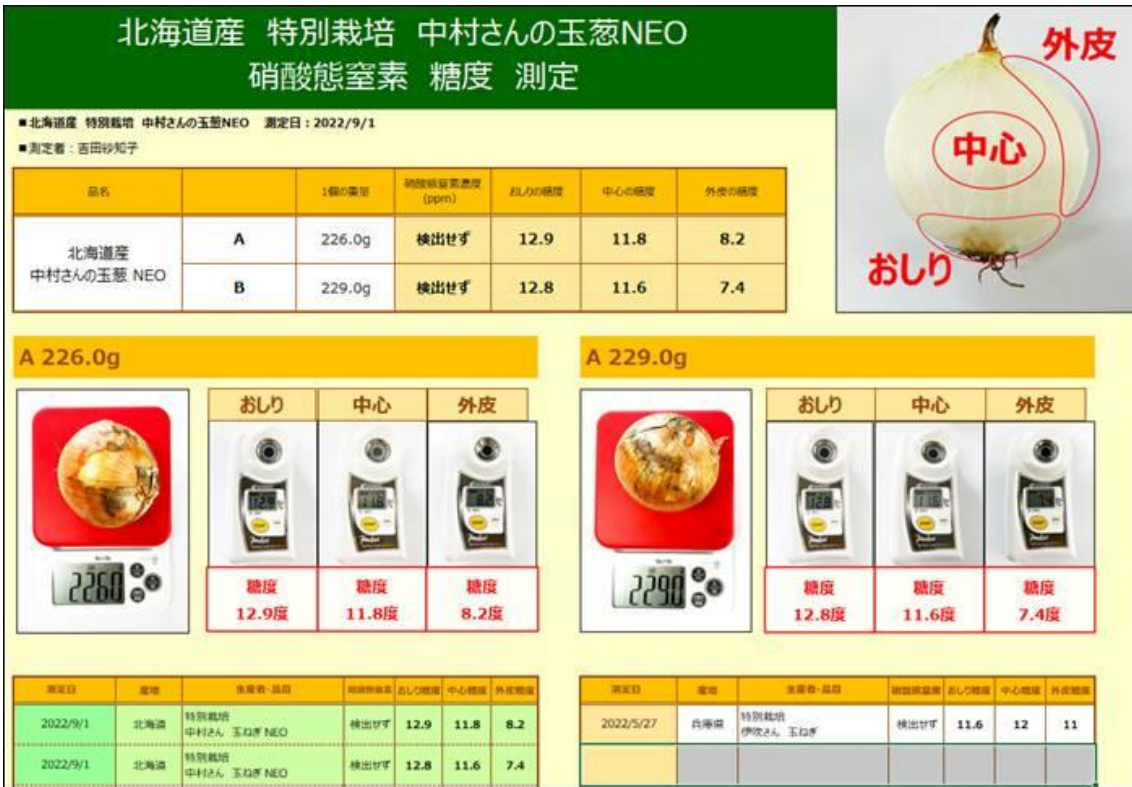 北海道産 特別栽培 中村さんの玉葱NEO
硝酸態窒素 糖度 測定
■北海道産 特別栽培 中村さんの玉葱NEO 測定日：2022/9/1
■測定者：吉田紗知子
外皮
中心
おしり
品名 1個の重量 硝酸態窒素濃度(ppm) おしりの糖度 中心の糖度 外皮の糖度
北海道産
中村さんの玉葱 NEO
A 226.0g 検出せず 12.9 11.8 8.2
B 229.0g 検出せず 12.8 11.6 7.4
A 226.0g
おしり 中心 外皮
226.0
12.9 11.8 8.2
糖度 糖度 糖度
12.9度 11.8度 8.2度
A 229.0g
おしり 中心 外皮
229.0
12.8 11.6 7.4
糖度 糖度 糖度
12.8度 11.6度 7.4度
測定日 産地 生産者・品目 硝酸態窒素 おしり糖度 中心糖度 外皮糖度
2022/9/1 北海道 特別栽培 検出せず 12.9 11.8 8.2
中村さん 玉ねぎ NEO
2022/9/1 北海道 特別栽培 検出せず 12.8 11.6 7.4
中村さん 玉ねぎ NEO
測定日 産地 生産者・品目 硝酸態窒素 おしり糖度 中心糖度 外皮糖度
2022/5/27 兵庫県 特別栽培 検出せず 11.6 12 11
伊吹さん 玉ねぎ